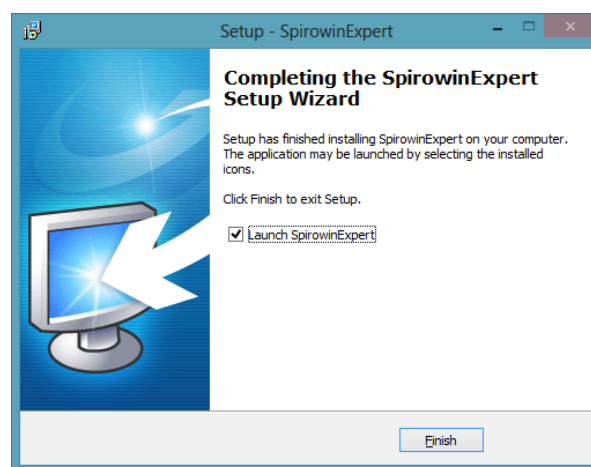 Setup - SpirowinExpert
Completing the SpirowinExpert
Setup Wizard
Setup has finished installing SpirowinExpert on your computer.
The application may be launched by selecting the installed
icons.
Click Finish to exit Setup.
Launch SpirowinExpert
Finish